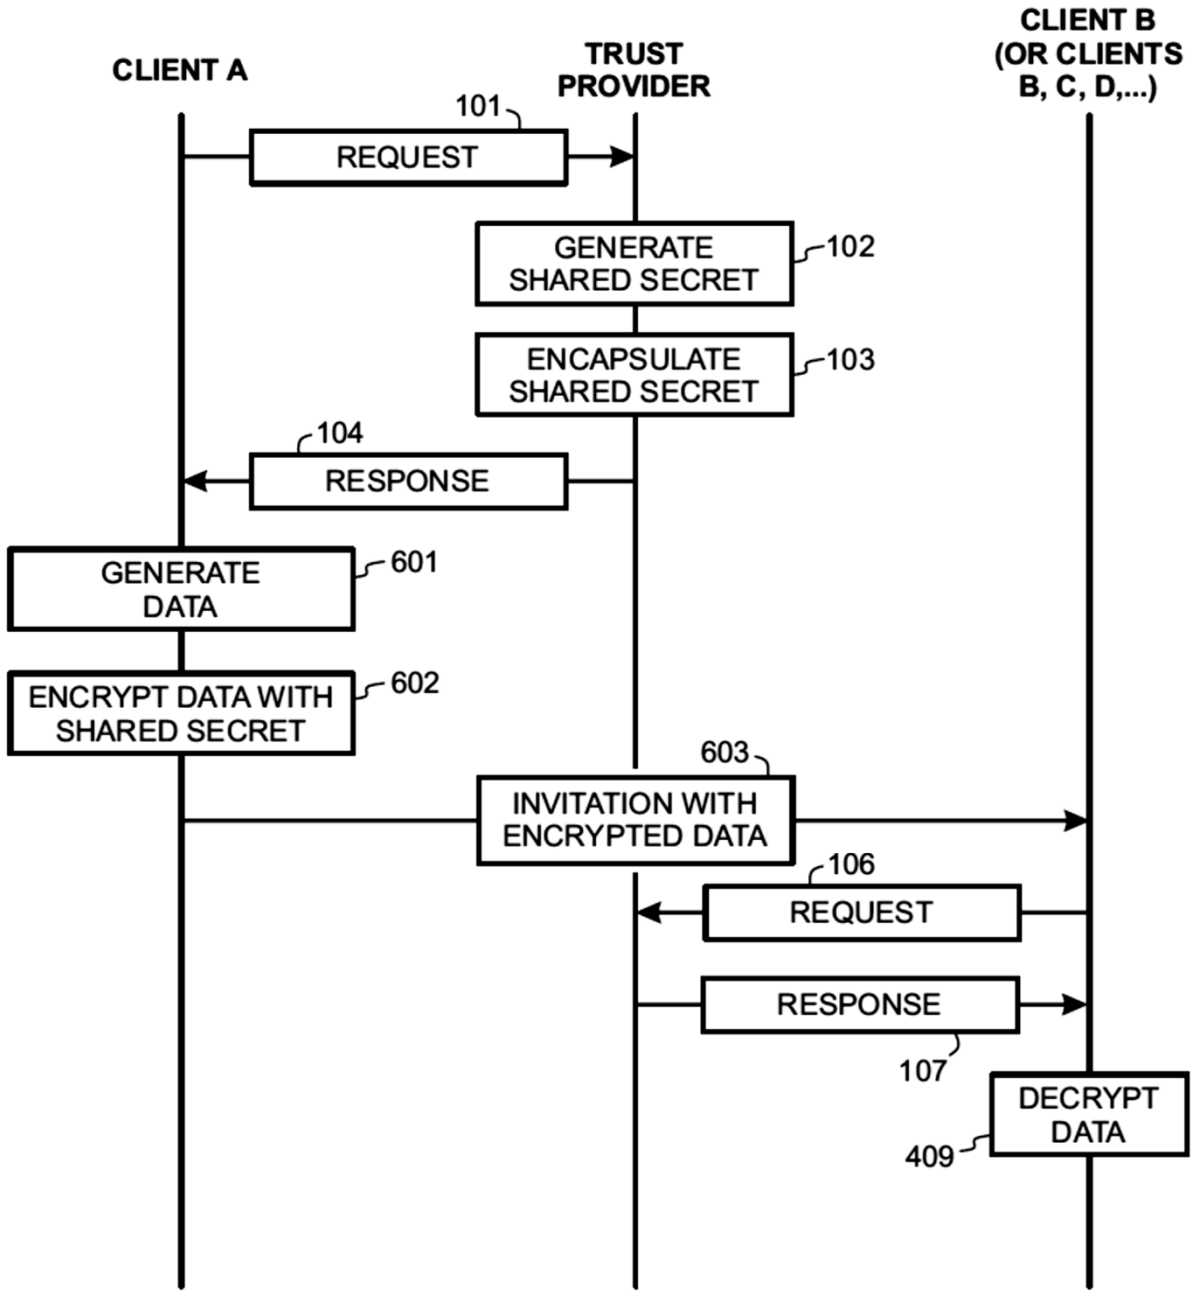 CLIENT A
TRUST
PROVIDER
CLIENT B
(OR CLIENTS
B, C, D,...)
101
REQUEST
GENERATE
SHARED SECRET
102
ENCAPSULATE
SHARED SECRET
103
104
RESPONSE
GENERATE
DATA
601
ENCRYPT DATA WITH
SHARED SECRET
602
603
INVITATION WITH
ENCRYPTED DATA
106
REQUEST
RESPONSE
107
DECRYPT
DATA
409